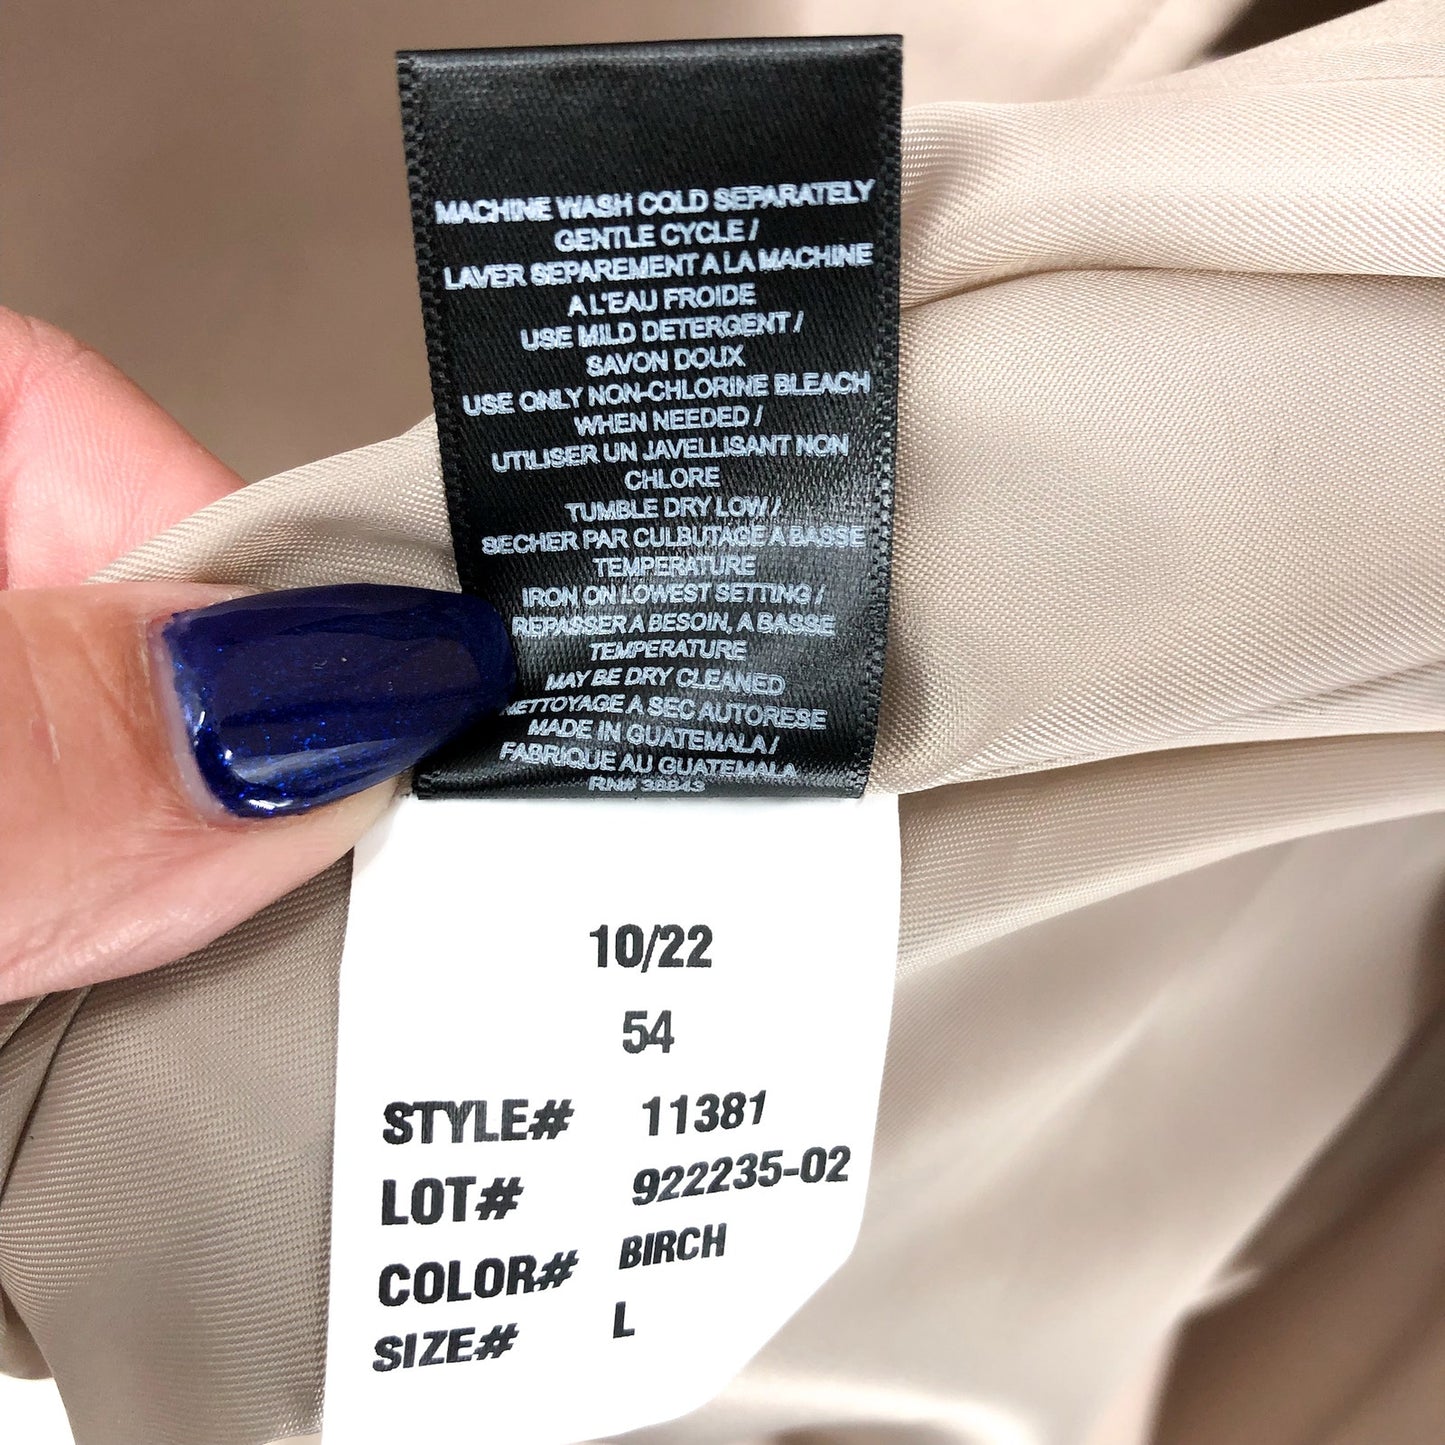 MACHINE WASH COLD SEPARATELY
GENTLE CYCLE /
LAVER SEPAREMENT A LA MACHINE
A L'EAU FROIDE
USE MILD DETERGENT /
SAVON DOUX
USE ONLY NON-CHLORINE BLEACH
WHEN NEEDED /
UTILISER UN JAVELLISANT NON
CHLORE
TUMBLE DRY LOW /
SECHER PAR CULBUTAGE A BASSE
TEMPERATURE
IRON ON LOWEST SETTING /
REPASSER A BESOIN, A BASSE
TEMPERATURE
MAY BE DRY CLEANED
NETTOYAGE A SEC AUTORESE
MADE IN GUATEMALA /
FABRIQUE AU GUATEMALA
RN# 38843
10/22
54
STYLE# 11381
LOT# 922235-02
COLOR# BIRCH
SIZE# L